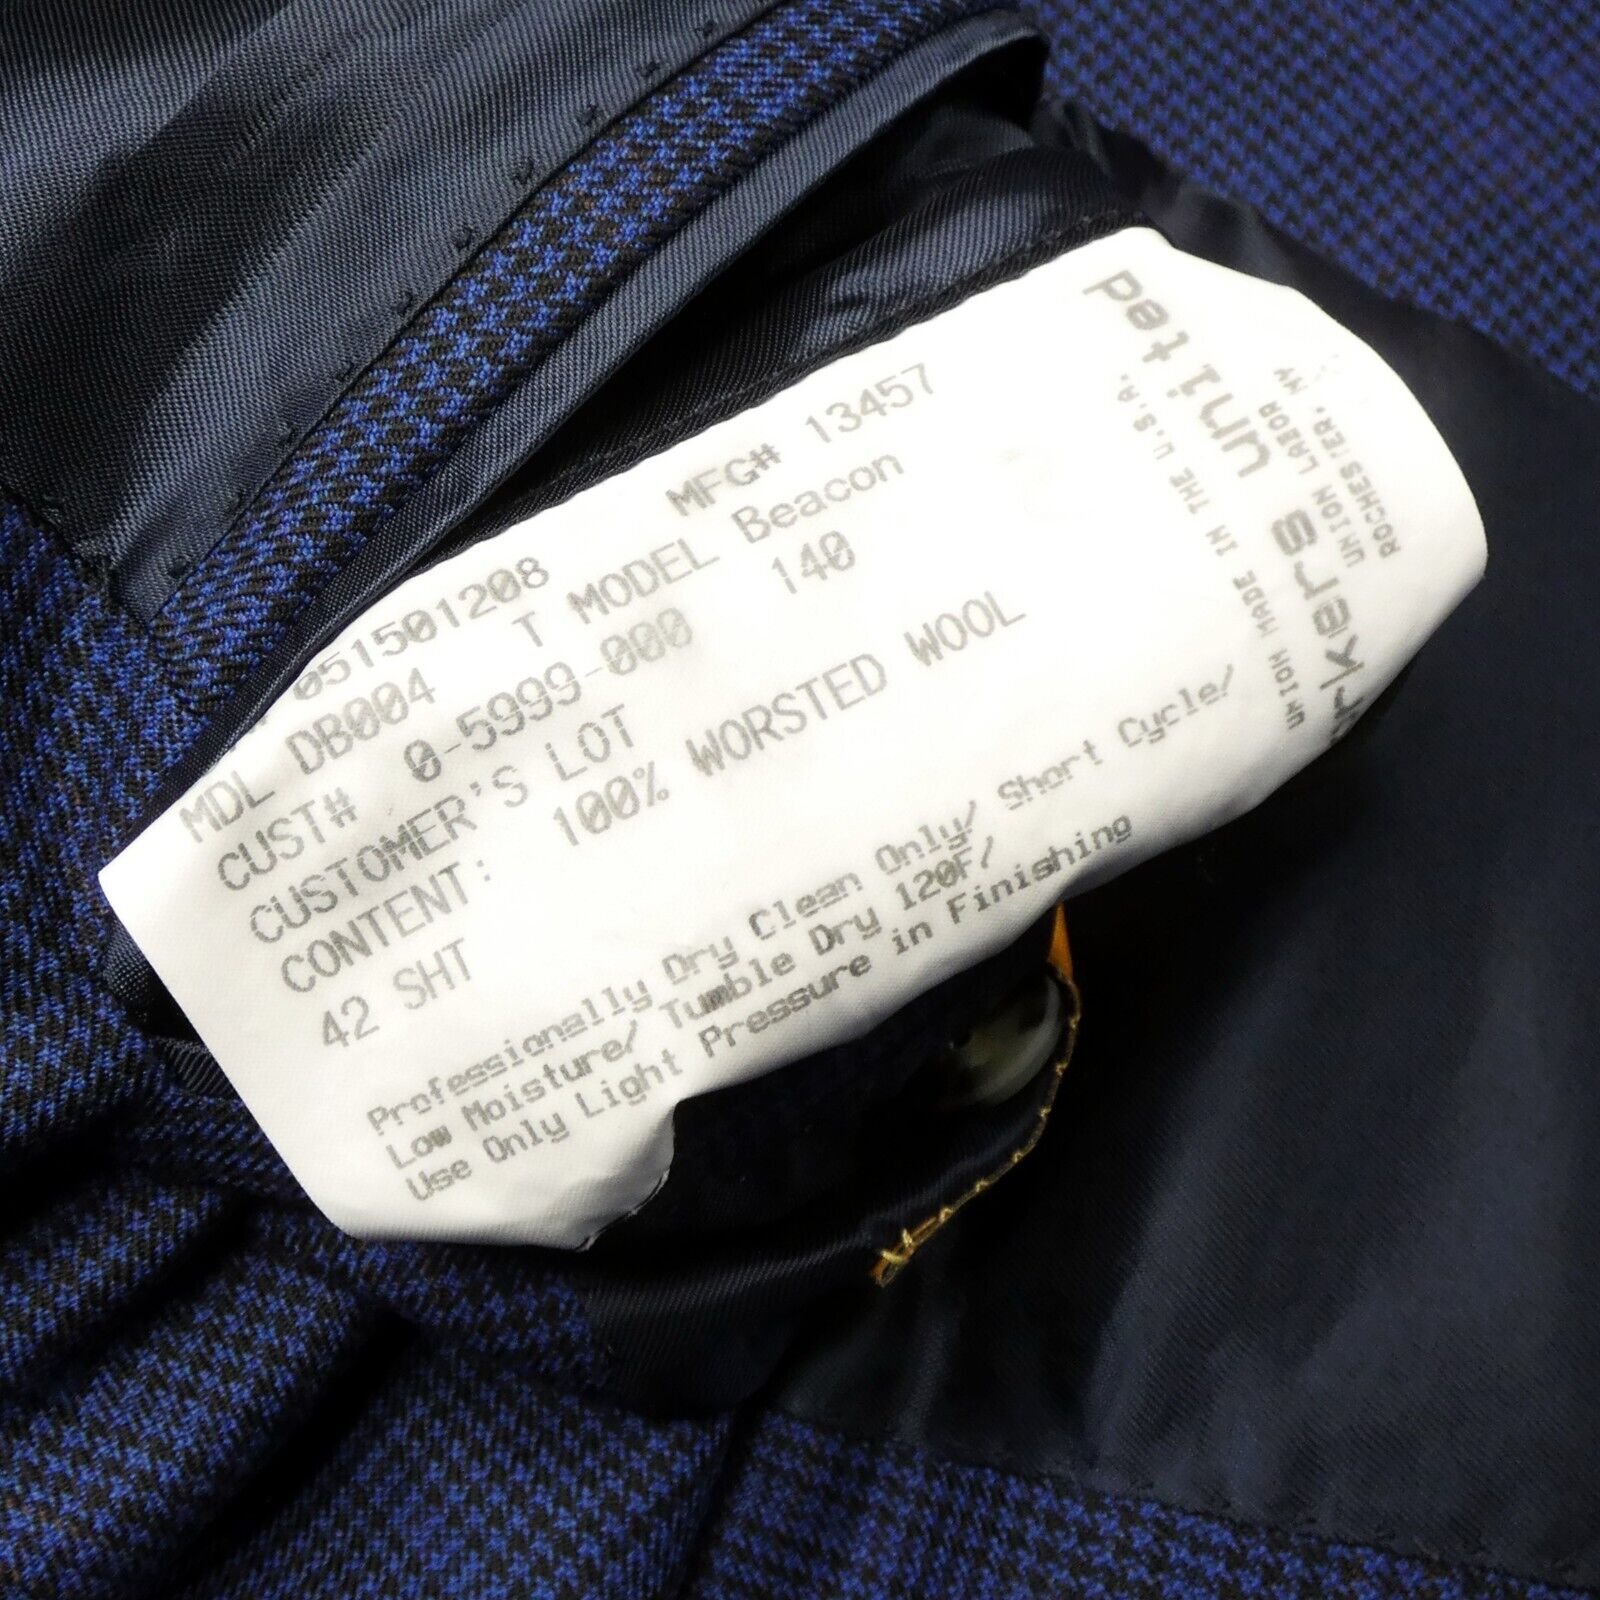 051501208 MFG# 13457
MDL DB004 T MODEL Beacon
CUST# 0-5999-000 140
CUSTOMER'S LOT
CONTENT: 100% WORSTED WOOL
42 SHT
Professionally Dry Clean Only/ Short Cycle/
Low Moisture/ Tumble Dry 120F/
Use Only Light Pressure in Finishing
united
UNION MADE IN THE U.S.A.
UNION LABOR
ROCHESTER, NY